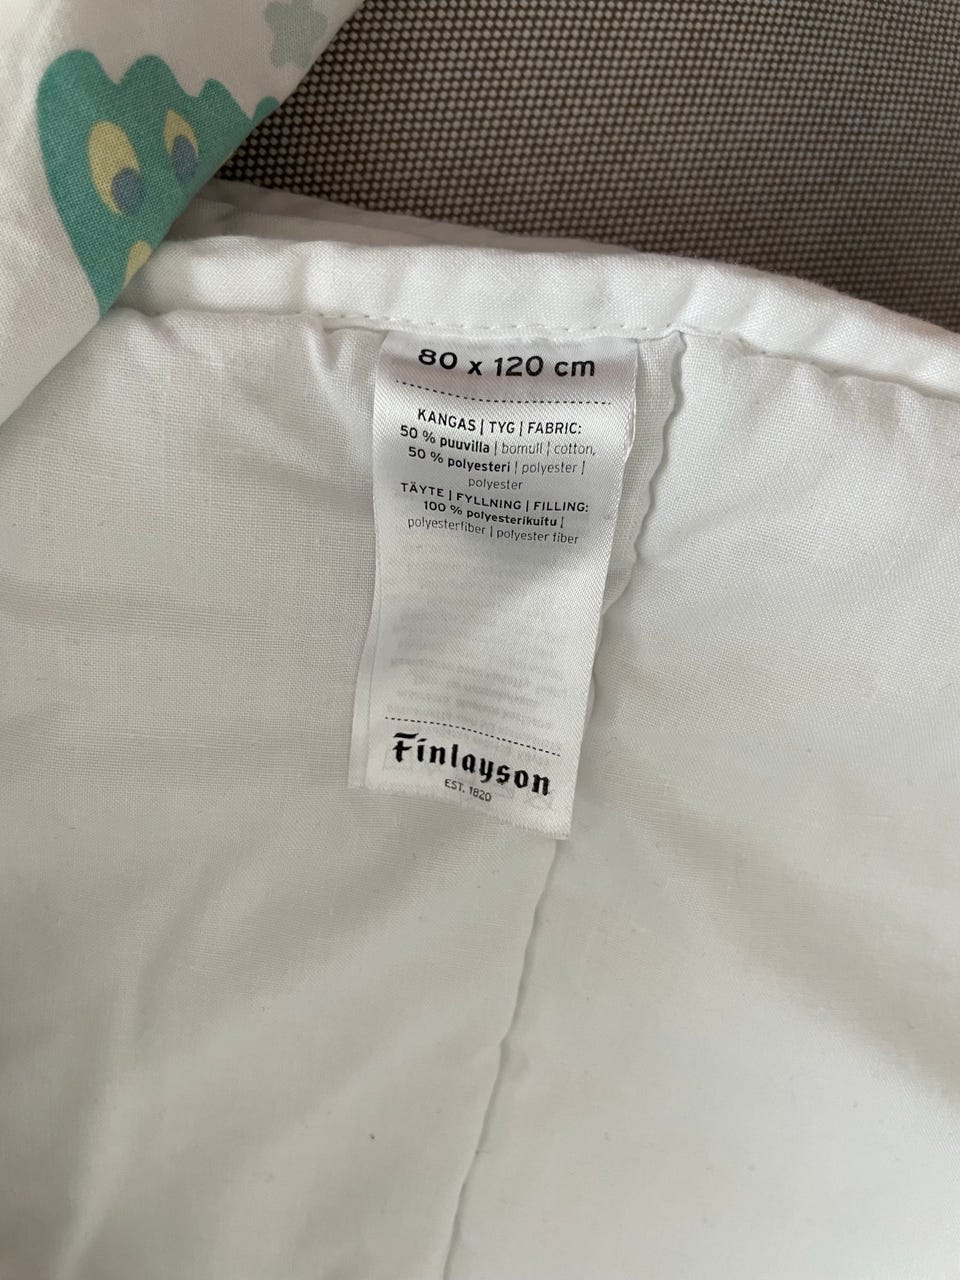 80 x 120 cm
KANGAS | TYG | FABRIC:
50 % puuvilla | bomull | cotton,
50 % polyesteri | polyester |
polyester
TÄYTE | FYLLNING | FILLING:
100 % polyesterikuitu |
polyesterfiber | polyester fiber
Finlayson
EST. 1820